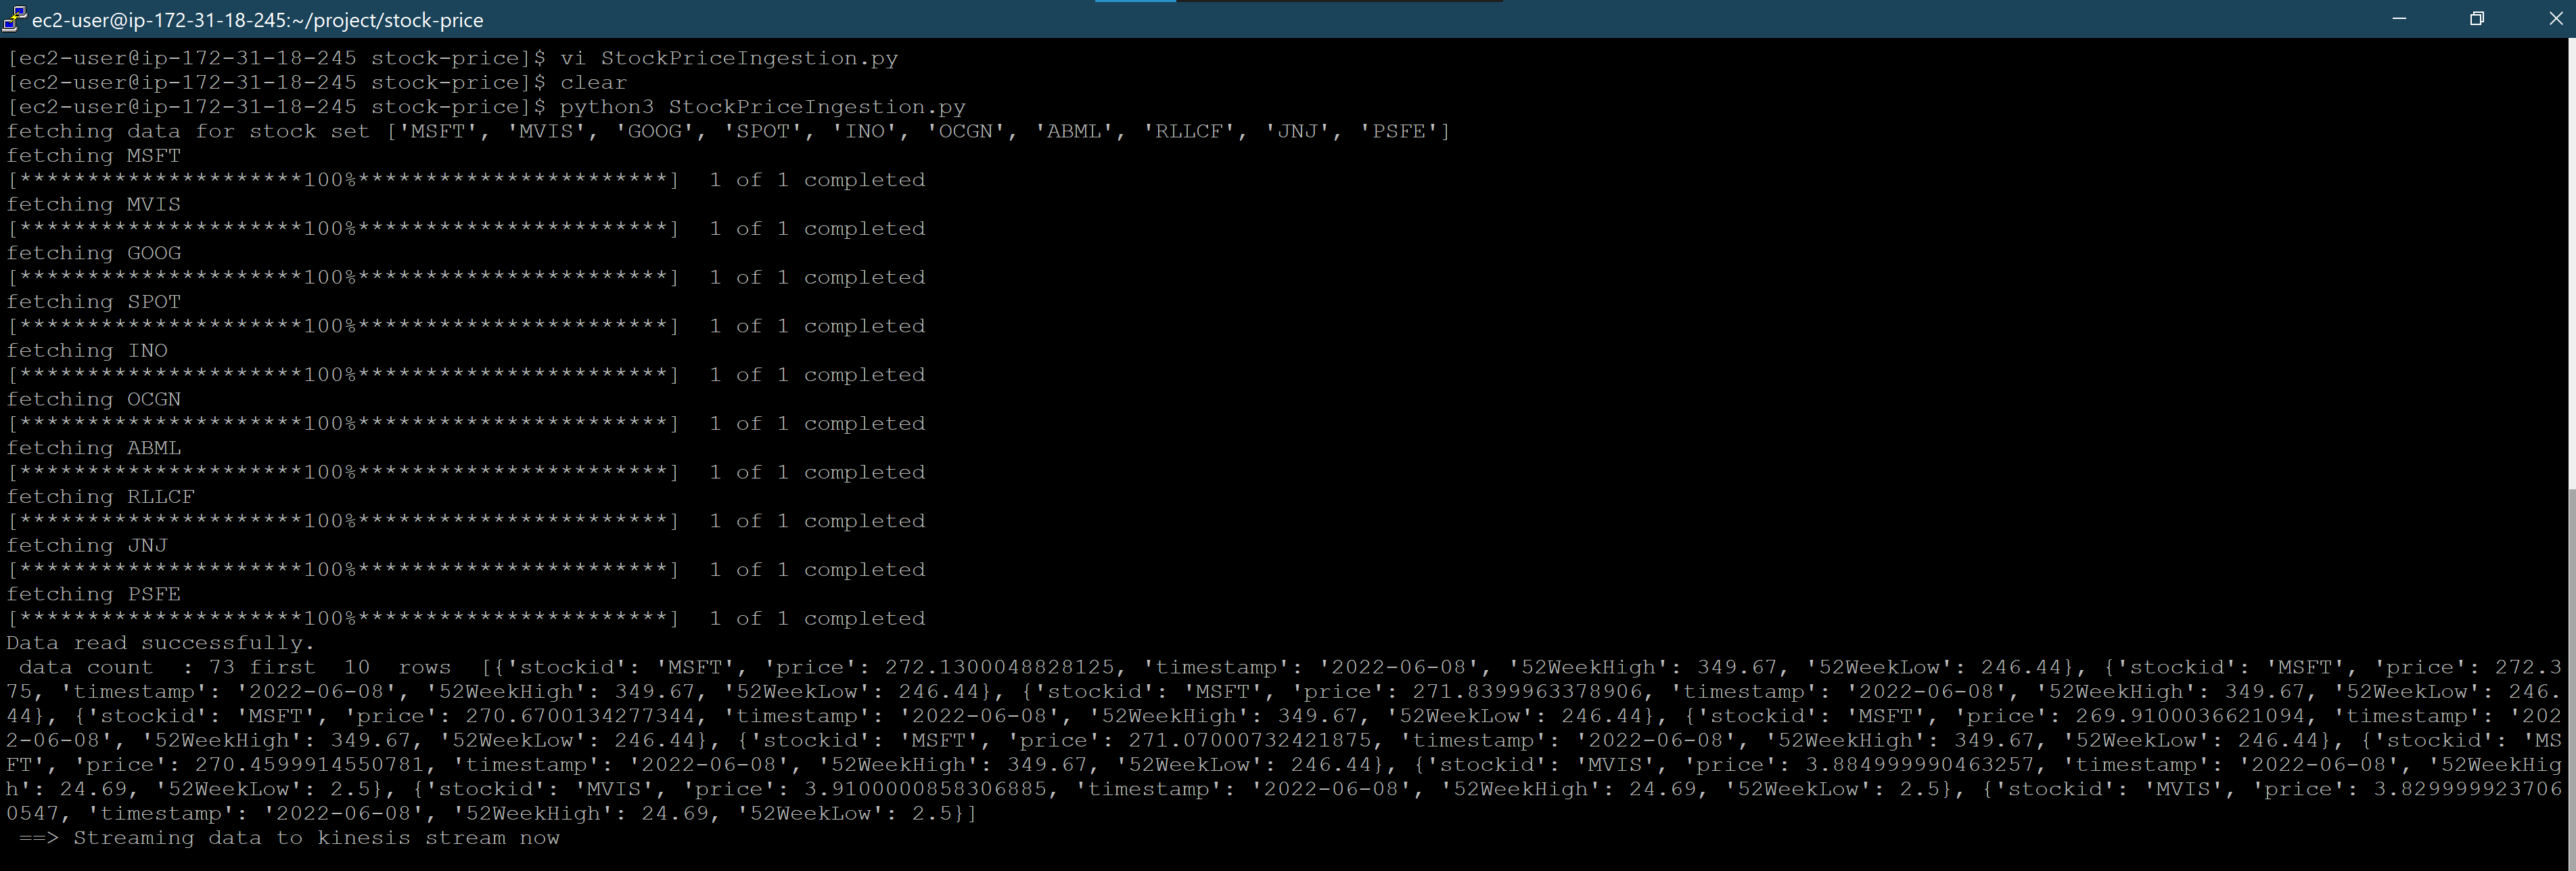 ec2-user@ip-172-31-18-245:~/project/stock-price
[ec2-user@ip-172-31-18-245 stock-price]$ vi StockPriceIngestion.py
[ec2-user@ip-172-31-18-245 stock-price]$ clear
[ec2-user@ip-172-31-18-245 stock-price]$ python3 StockPriceIngestion.py
fetching data for stock set ['MSFT', 'MVIS', 'GOOG', 'SPOT', 'INO', 'OCGN', 'ABML', 'RLLCF', 'JNJ', 'PSFE']
fetching MSFT
[*********************100%***********************]  1 of 1 completed
fetching MVIS
[*********************100%***********************]  1 of 1 completed
fetching GOOG
[*********************100%***********************]  1 of 1 completed
fetching SPOT
[*********************100%***********************]  1 of 1 completed
fetching INO
[*********************100%***********************]  1 of 1 completed
fetching OCGN
[*********************100%***********************]  1 of 1 completed
fetching ABML
[*********************100%***********************]  1 of 1 completed
fetching RLLCF
[*********************100%***********************]  1 of 1 completed
fetching JNJ
[*********************100%***********************]  1 of 1 completed
fetching PSFE
[*********************100%***********************]  1 of 1 completed
Data read successfully.
 data count  : 73 first  10  rows  [{'stockid': 'MSFT', 'price': 272.1300048828125, 'timestamp': '2022-06-08', '52WeekHigh': 349.67, '52WeekLow': 246.44}, {'stockid': 'MSFT', 'price': 272.3
75, 'timestamp': '2022-06-08', '52WeekHigh': 349.67, '52WeekLow': 246.44}, {'stockid': 'MSFT', 'price': 271.8399963378906, 'timestamp': '2022-06-08', '52WeekHigh': 349.67, '52WeekLow': 246.
44}, {'stockid': 'MSFT', 'price': 270.6700134277344, 'timestamp': '2022-06-08', '52WeekHigh': 349.67, '52WeekLow': 246.44}, {'stockid': 'MSFT', 'price': 269.9100036621094, 'timestamp': '202
2-06-08', '52WeekHigh': 349.67, '52WeekLow': 246.44}, {'stockid': 'MSFT', 'price': 271.07000732421875, 'timestamp': '2022-06-08', '52WeekHigh': 349.67, '52WeekLow': 246.44}, {'stockid': 'MS
FT', 'price': 270.4599914550781, 'timestamp': '2022-06-08', '52WeekHigh': 349.67, '52WeekLow': 246.44}, {'stockid': 'MVIS', 'price': 3.884999990463257, 'timestamp': '2022-06-08', '52WeekHig
h': 24.69, '52WeekLow': 2.5}, {'stockid': 'MVIS', 'price': 3.9100000858306885, 'timestamp': '2022-06-08', '52WeekHigh': 24.69, '52WeekLow': 2.5}, {'stockid': 'MVIS', 'price': 3.829999923706
0547, 'timestamp': '2022-06-08', '52WeekHigh': 24.69, '52WeekLow': 2.5}]
 ==> Streaming data to kinesis stream now